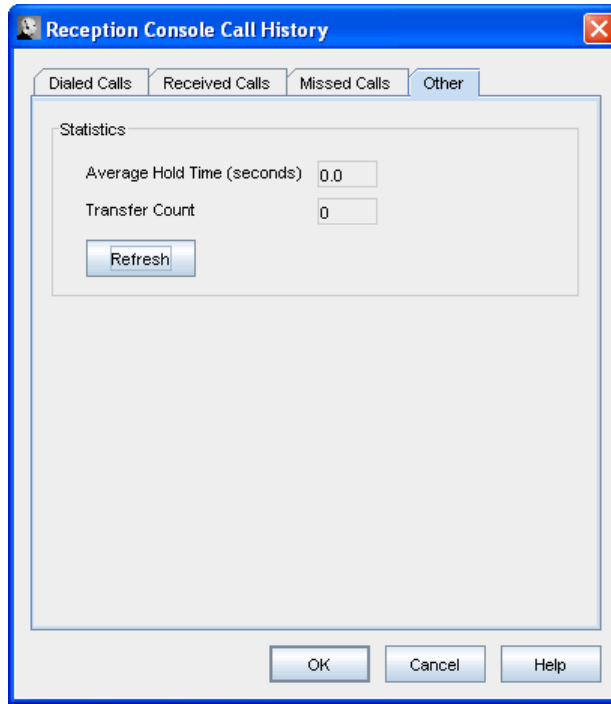 Reception Console Call History
Dialed Calls Received Calls Missed Calls Other
Statistics
Average Hold Time (seconds) 0.0
Transfer Count 0
Refresh
OK Cancel Help